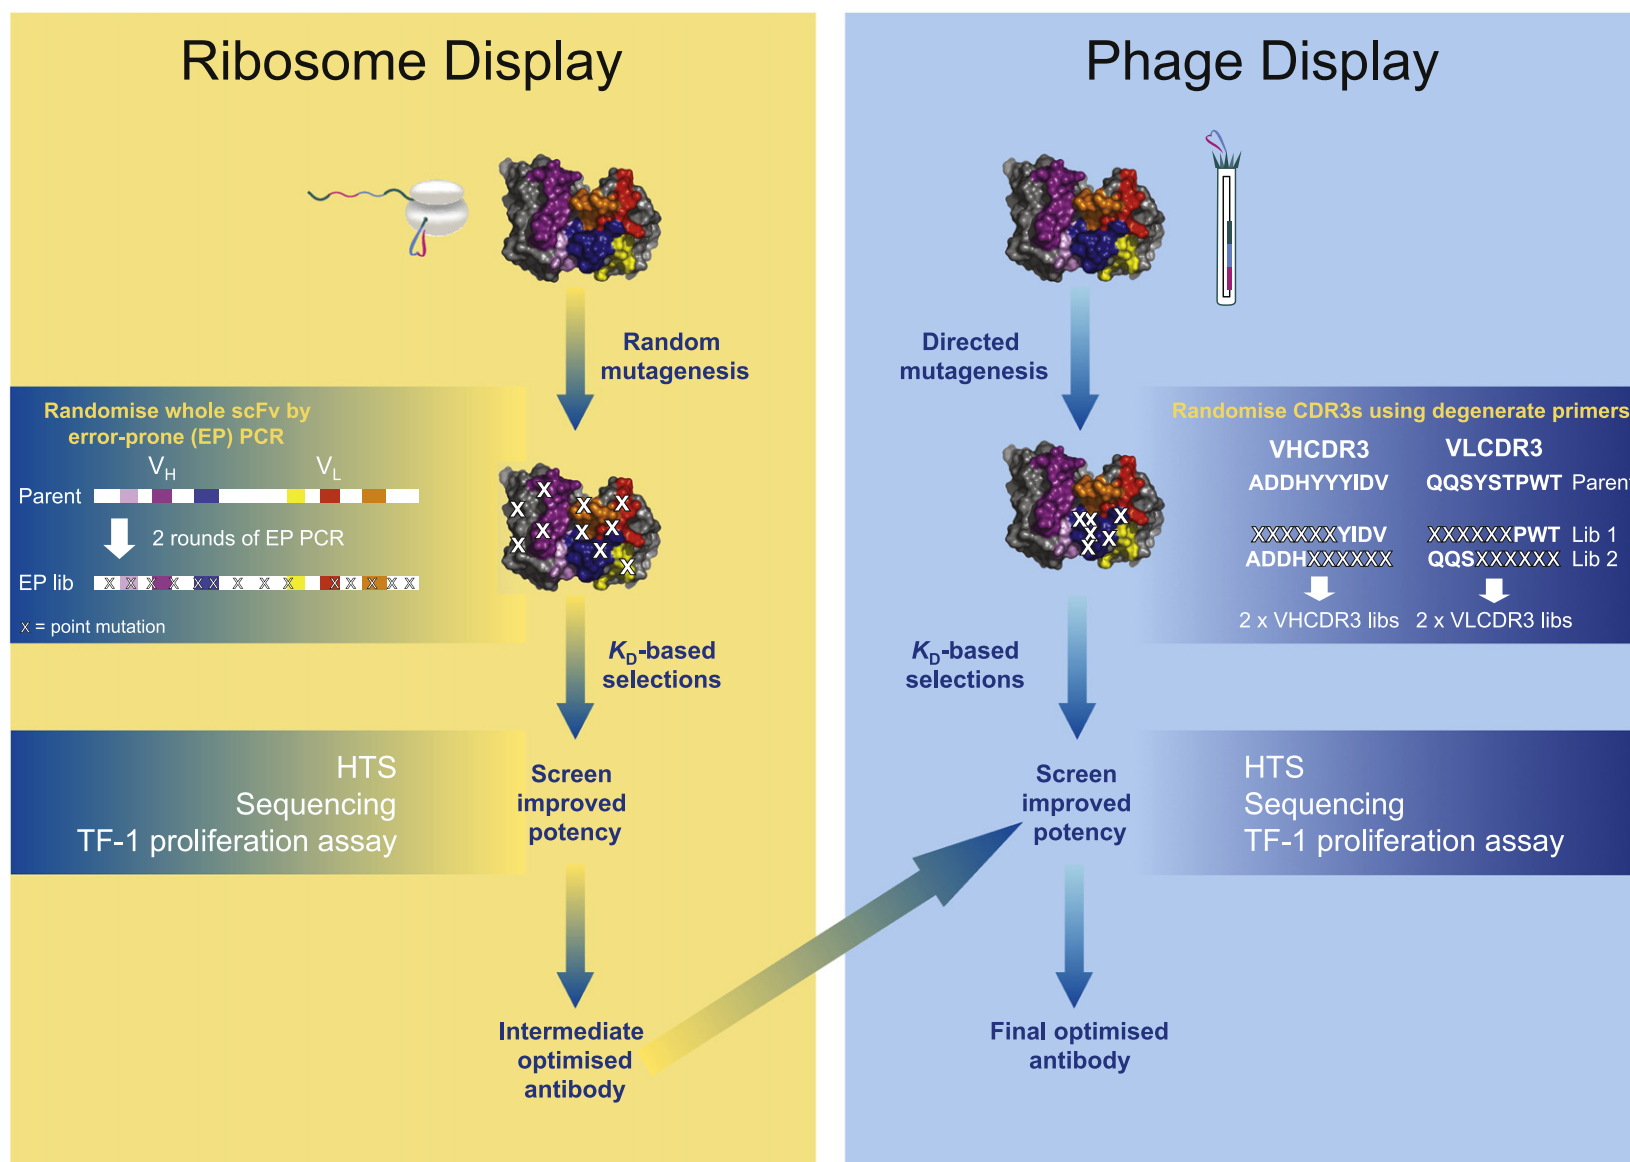 Ribosome Display
Random
mutagenesis
Randomise whole scFv by
error-prone (EP) PCR
VH VL
Parent
2 rounds of EP PCR
EP lib X X X X X X X X X X X X X X
X = point mutation
X X X X X X X X X X
KD-based
selections
HTS
Sequencing
TF-1 proliferation assay
Screen
improved
potency
Intermediate
optimised
antibody
Phage Display
Directed
mutagenesis
Randomise CDR3s using degenerate primers
VHCDR3 VLCDR3
ADDHYYYIDV QQSYSTPWT Parent
XXXXXXYIDV XXXXXXPWT Lib 1
ADDHXXXXXX QQSXXXXXX Lib 2
2 x VHCDR3 libs 2 x VLCDR3 libs
X X X X X X
KD-based
selections
Screen
improved
potency
HTS
Sequencing
TF-1 proliferation assay
Final optimised
antibody